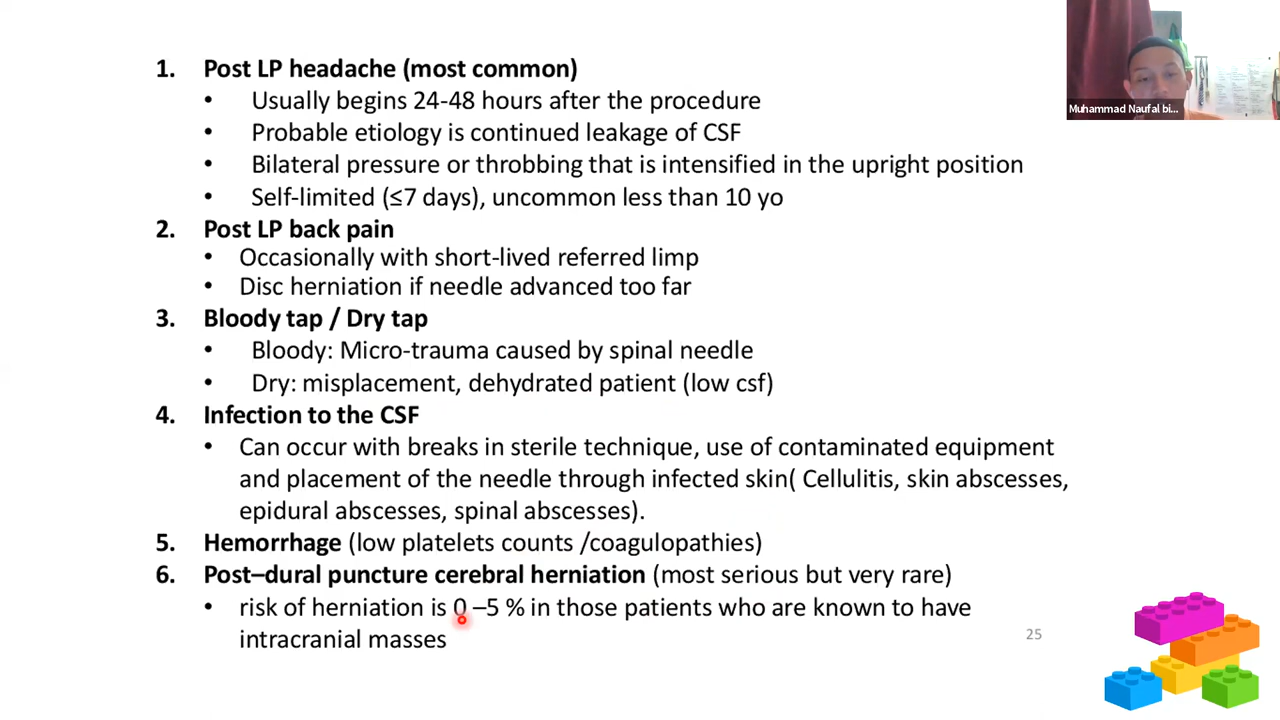 1. Post LP headache (most common)
• Usually begins 24-48 hours after the procedure
• Probable etiology is continued leakage of CSF
• Bilateral pressure or throbbing that is intensified in the upright position
• Self-limited (≤7 days), uncommon less than 10 yo
2. Post LP back pain
• Occasionally with short-lived referred limp
• Disc herniation if needle advanced too far
3. Bloody tap / Dry tap
• Bloody: Micro-trauma caused by spinal needle
• Dry: misplacement, dehydrated patient (low csf)
4. Infection to the CSF
• Can occur with breaks in sterile technique, use of contaminated equipment
and placement of the needle through infected skin( Cellulitis, skin abscesses,
epidural abscesses, spinal abscesses).
5. Hemorrhage (low platelets counts /coagulopathies)
6. Post–dural puncture cerebral herniation (most serious but very rare)
• risk of herniation is 0 –5 % in those patients who are known to have
intracranial masses
25
Muhammad Naufal bi...